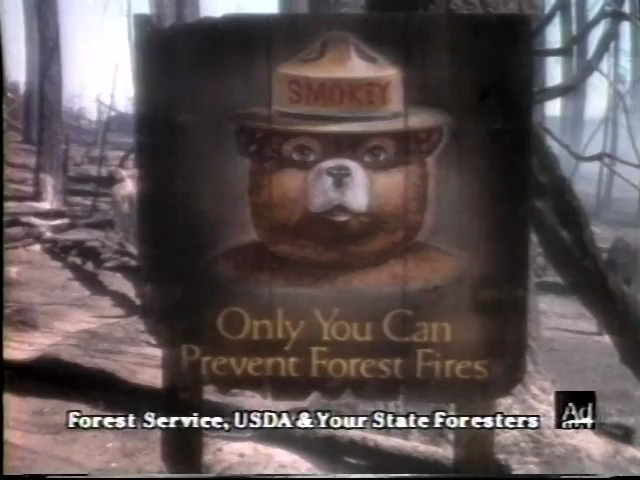 SMOKEY
Only You Can
Prevent Forest Fires
Forest Service, USDA & Your State Foresters
Ad